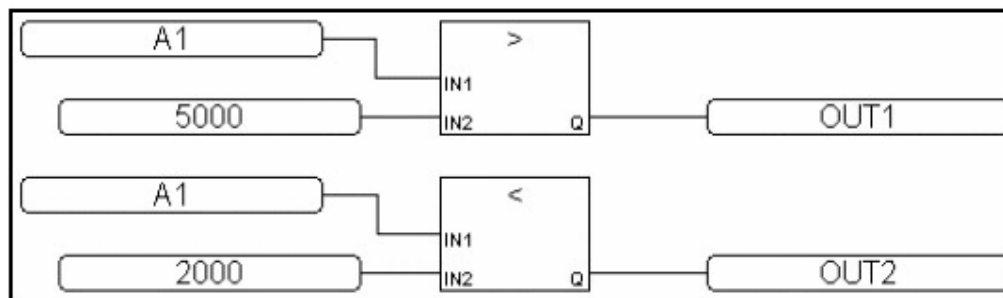 A1
>
IN1
5000
IN2
Q
OUT1
A1
<
IN1
2000
IN2
Q
OUT2